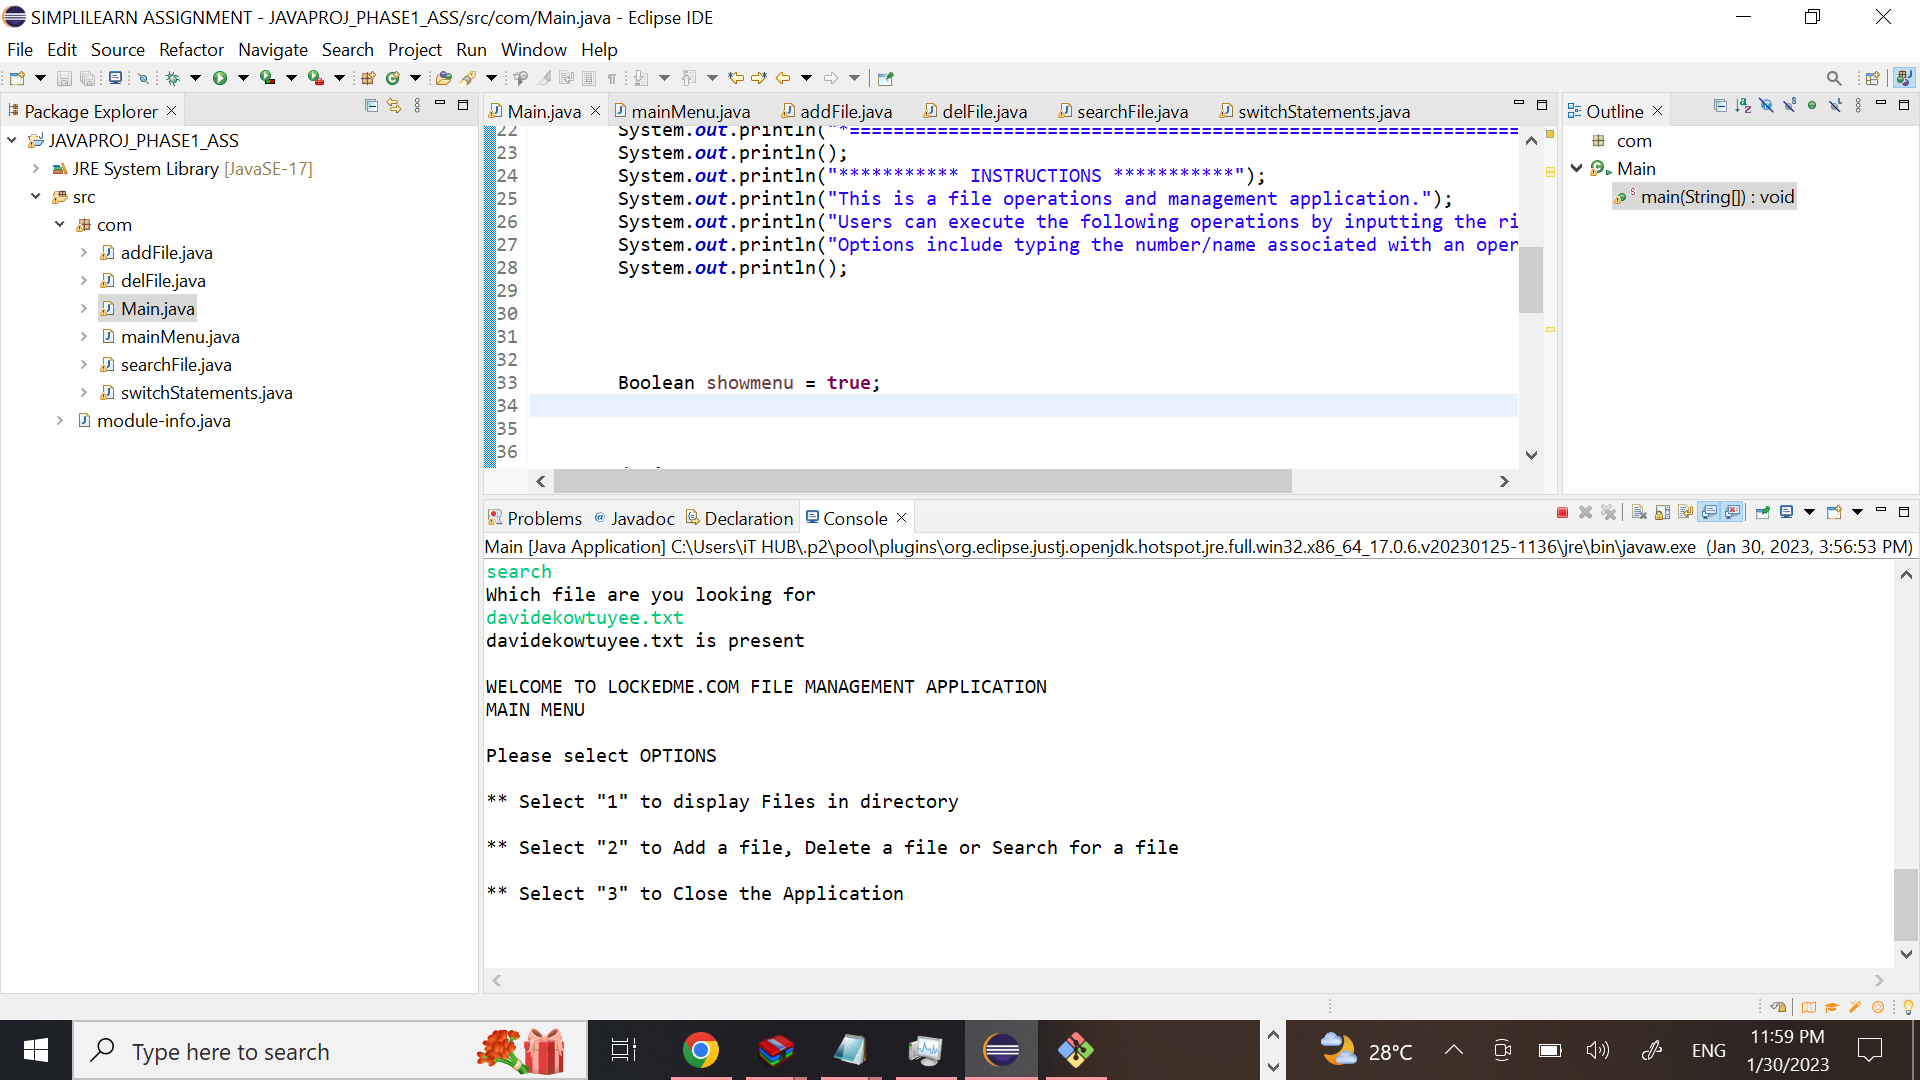 SIMPLILEARN ASSIGNMENT - JAVAPROJ_PHASE1_ASS/src/com/Main.java - Eclipse IDE
File Edit Source Refactor Navigate Search Project Run Window Help
Package Explorer
JAVAPROJ_PHASE1_ASS
JRE System Library [JavaSE-17]
src
com
addFile.java
delFile.java
Main.java
mainMenu.java
searchFile.java
switchStatements.java
module-info.java
Main.java mainMenu.java addFile.java delFile.java searchFile.java switchStatements.java
22 System.out.println("*=============================================================
23 System.out.println();
24 System.out.println("*********** INSTRUCTIONS ***********");
25 System.out.println("This is a file operations and management application.");
26 System.out.println("Users can execute the following operations by inputting the ri
27 System.out.println("Options include typing the number/name associated with an oper
28 System.out.println();
29
30
31
32
33 Boolean showmenu = true;
34
35
36
Outline
com
Main
main(String[]) : void
Problems Javadoc Declaration Console
Main [Java Application] C:\Users\iT HUB\.p2\pool\plugins\org.eclipse.justj.openjdk.hotspot.jre.full.win32.x86_64_17.0.6.v20230125-1136\jre\bin\javaw.exe (Jan 30, 2023, 3:56:53 PM)
search
Which file are you looking for
davidekowtuyee.txt
davidekowtuyee.txt is present
WELCOME TO LOCKEDME.COM FILE MANAGEMENT APPLICATION
MAIN MENU
Please select OPTIONS
** Select "1" to display Files in directory
** Select "2" to Add a file, Delete a file or Search for a file
** Select "3" to Close the Application
Type here to search
28°C
ENG
11:59 PM
1/30/2023